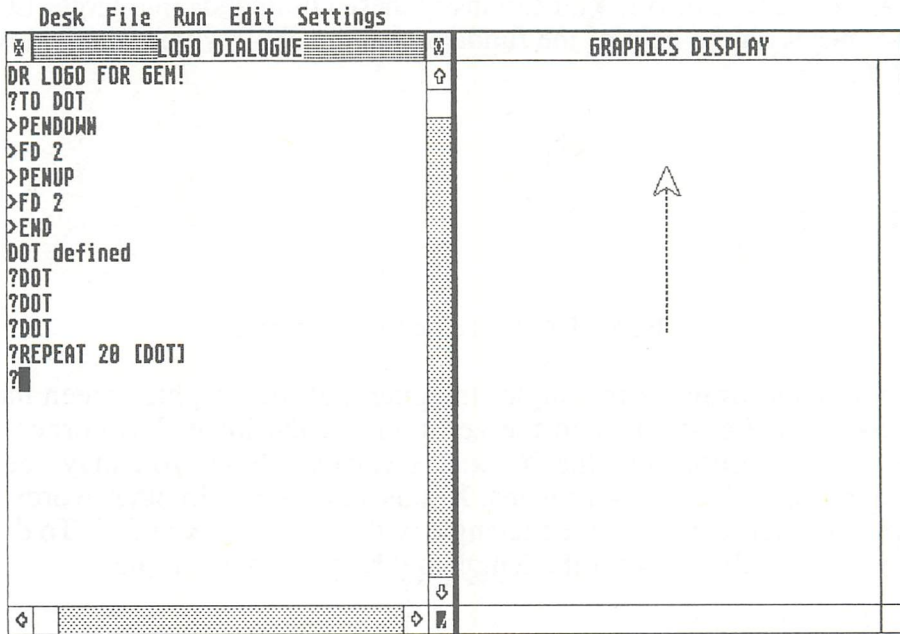 Desk File Run Edit Settings
LOGO DIALOGUE
DR LOGO FOR GEM!
?TO DOT
>PENDOWN
>FD 2
>PENUP
>FD 2
>END
DOT defined
?DOT
?DOT
?DOT
?REPEAT 20 [DOT]
?
GRAPHICS DISPLAY